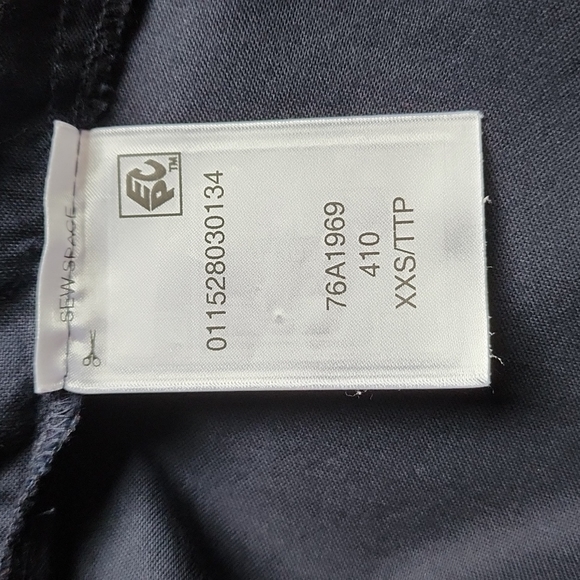 SEW SPACE
EPC TM
011528030134
76A1969
410
XXS/TTP